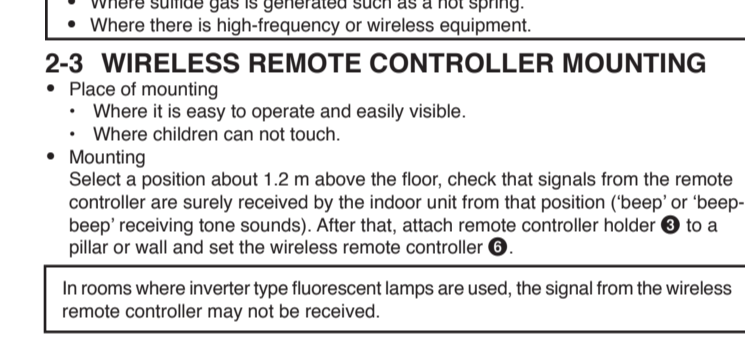 • Where sulfide gas is generated such as a hot spring.
• Where there is high-frequency or wireless equipment.
2-3 WIRELESS REMOTE CONTROLLER MOUNTING
• Place of mounting
• Where it is easy to operate and easily visible.
• Where children can not touch.
• Mounting
Select a position about 1.2 m above the floor, check that signals from the remote
controller are surely received by the indoor unit from that position (‘beep’ or ‘beep-
beep’ receiving tone sounds). After that, attach remote controller holder ❸ to a
pillar or wall and set the wireless remote controller ❻.
In rooms where inverter type fluorescent lamps are used, the signal from the wireless
remote controller may not be received.